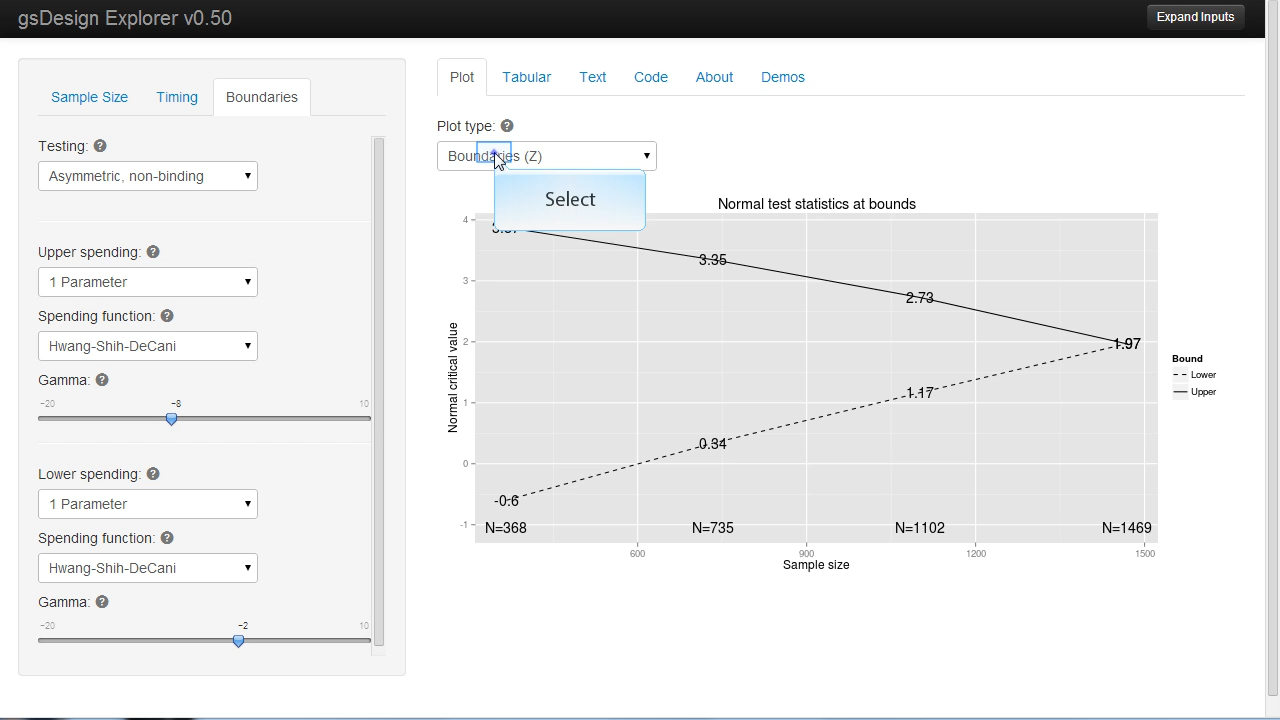 gsDesign Explorer v0.50
Expand Inputs
Sample Size Timing Boundaries
Testing:
Asymmetric, non-binding
Upper spending:
1 Parameter
Spending function:
Hwang-Shih-DeCani
Gamma:
-20 -8 10
Lower spending:
1 Parameter
Spending function:
Hwang-Shih-DeCani
Gamma:
-20 -2 10
Plot Tabular Text Code About Demos
Plot type:
Boundaries (Z)
Select
Normal test statistics at bounds
Normal critical value
4
3
2
1
0
-1
3.35
2.73
1.97
1.17
0.34
-0.6
N=368 N=735 N=1102 N=1469
600 900 1200 1500
Sample size
Bound
Lower
Upper